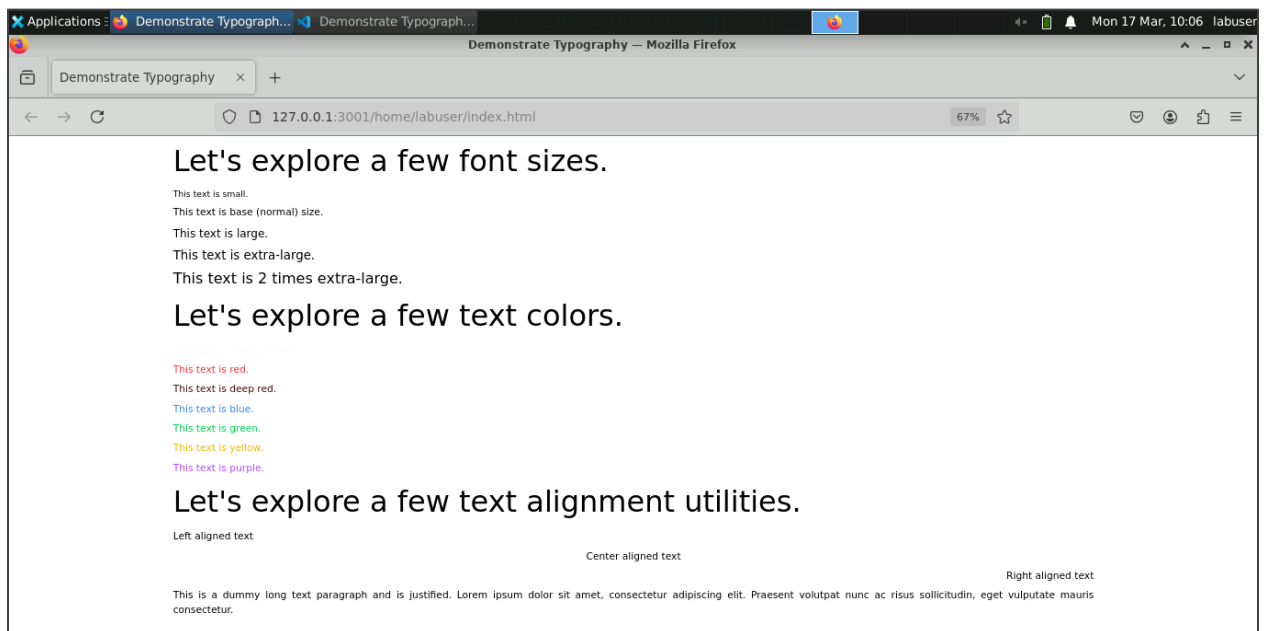 Applications
Demonstrate Typograph...
Demonstrate Typograph...
Mon 17 Mar, 10:06 labuser
Demonstrate Typography — Mozilla Firefox
Demonstrate Typography
127.0.0.1:3001/home/labuser/index.html
67%
Let's explore a few font sizes.
This text is small.
This text is base (normal) size.
This text is large.
This text is extra-large.
This text is 2 times extra-large.
Let's explore a few text colors.
This text is red.
This text is deep red.
This text is blue.
This text is green.
This text is yellow.
This text is purple.
Let's explore a few text alignment utilities.
Left aligned text
Center aligned text
Right aligned text
This is a dummy long text paragraph and is justified. Lorem ipsum dolor sit amet, consectetur adipiscing elit. Praesent volutpat nunc ac risus sollicitudin, eget vulputate mauris
consectetur.